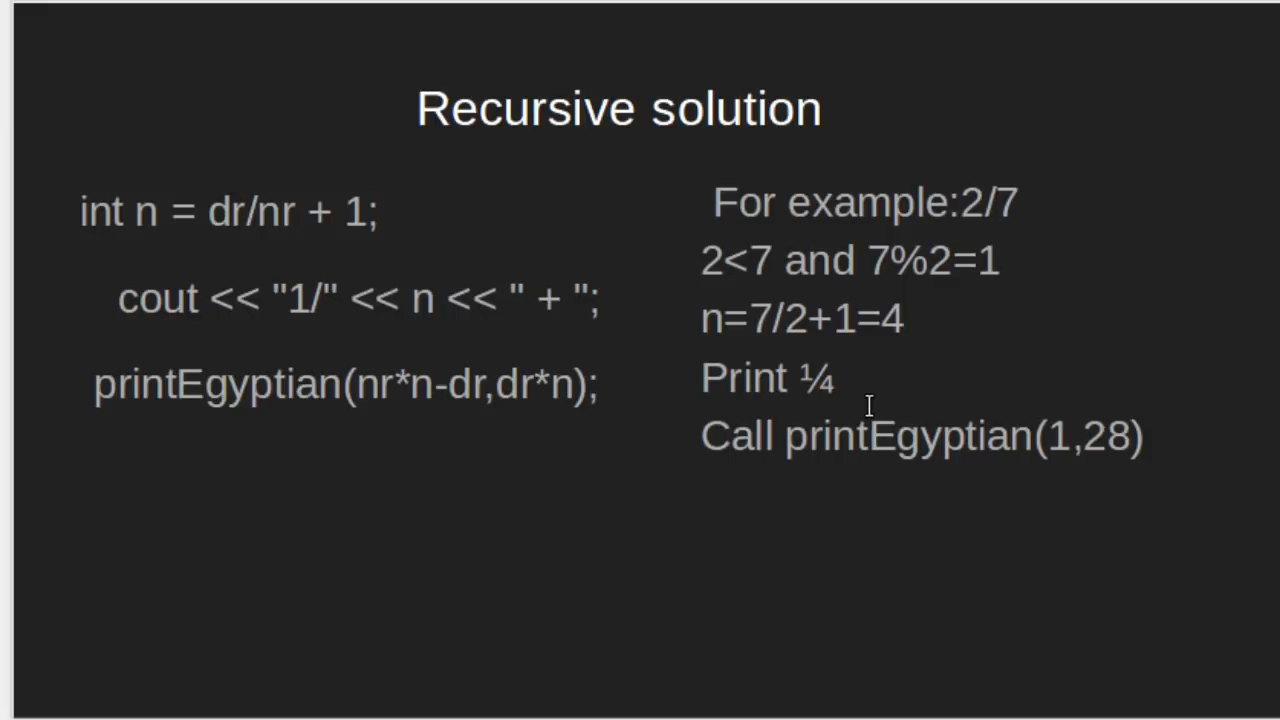 Recursive solution
int n = dr/nr + 1;
cout << "1/" << n << " + ";
printEgyptian(nr*n-dr,dr*n);
For example:2/7
2<7 and 7%2=1
n=7/2+1=4
Print ¼
Call printEgyptian(1,28)